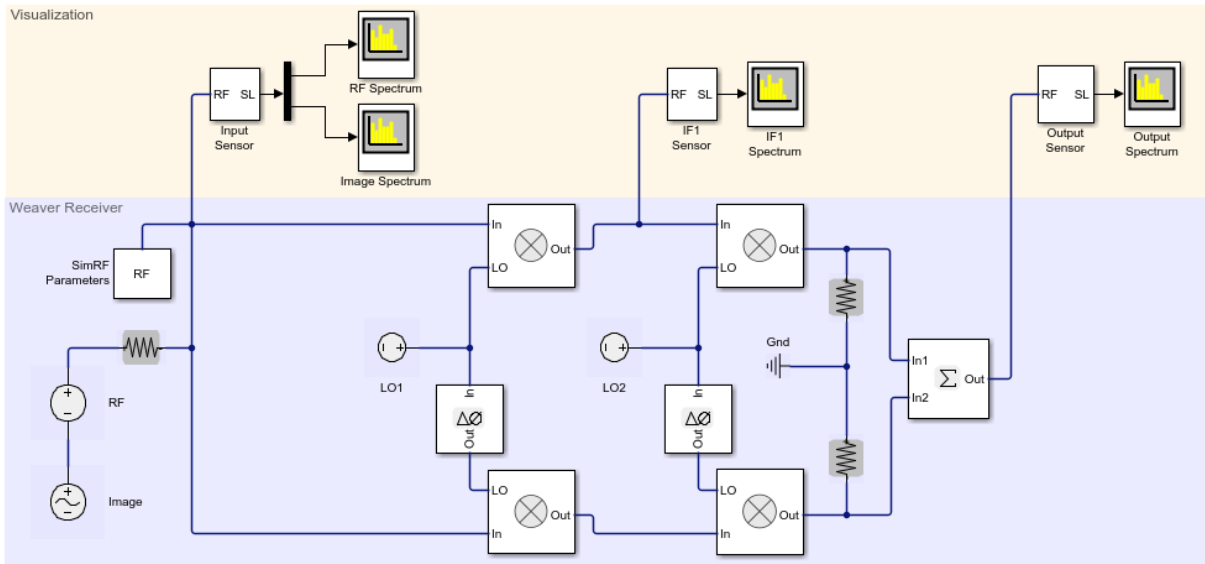 Visualization
RF SL
Input
Sensor
RF Spectrum
Image Spectrum
RF SL
IF1
Sensor
IF1
Spectrum
RF SL
Output
Sensor
Output
Spectrum
Weaver Receiver
SimRF
Parameters
RF
In
LO
Out
In
LO
Out
LO1
LO2
Gnd
In
ΔØ
Out
In
ΔØ
Out
In1
In2
Σ
Out
RF
Image
LO
In
Out
LO
In
Out